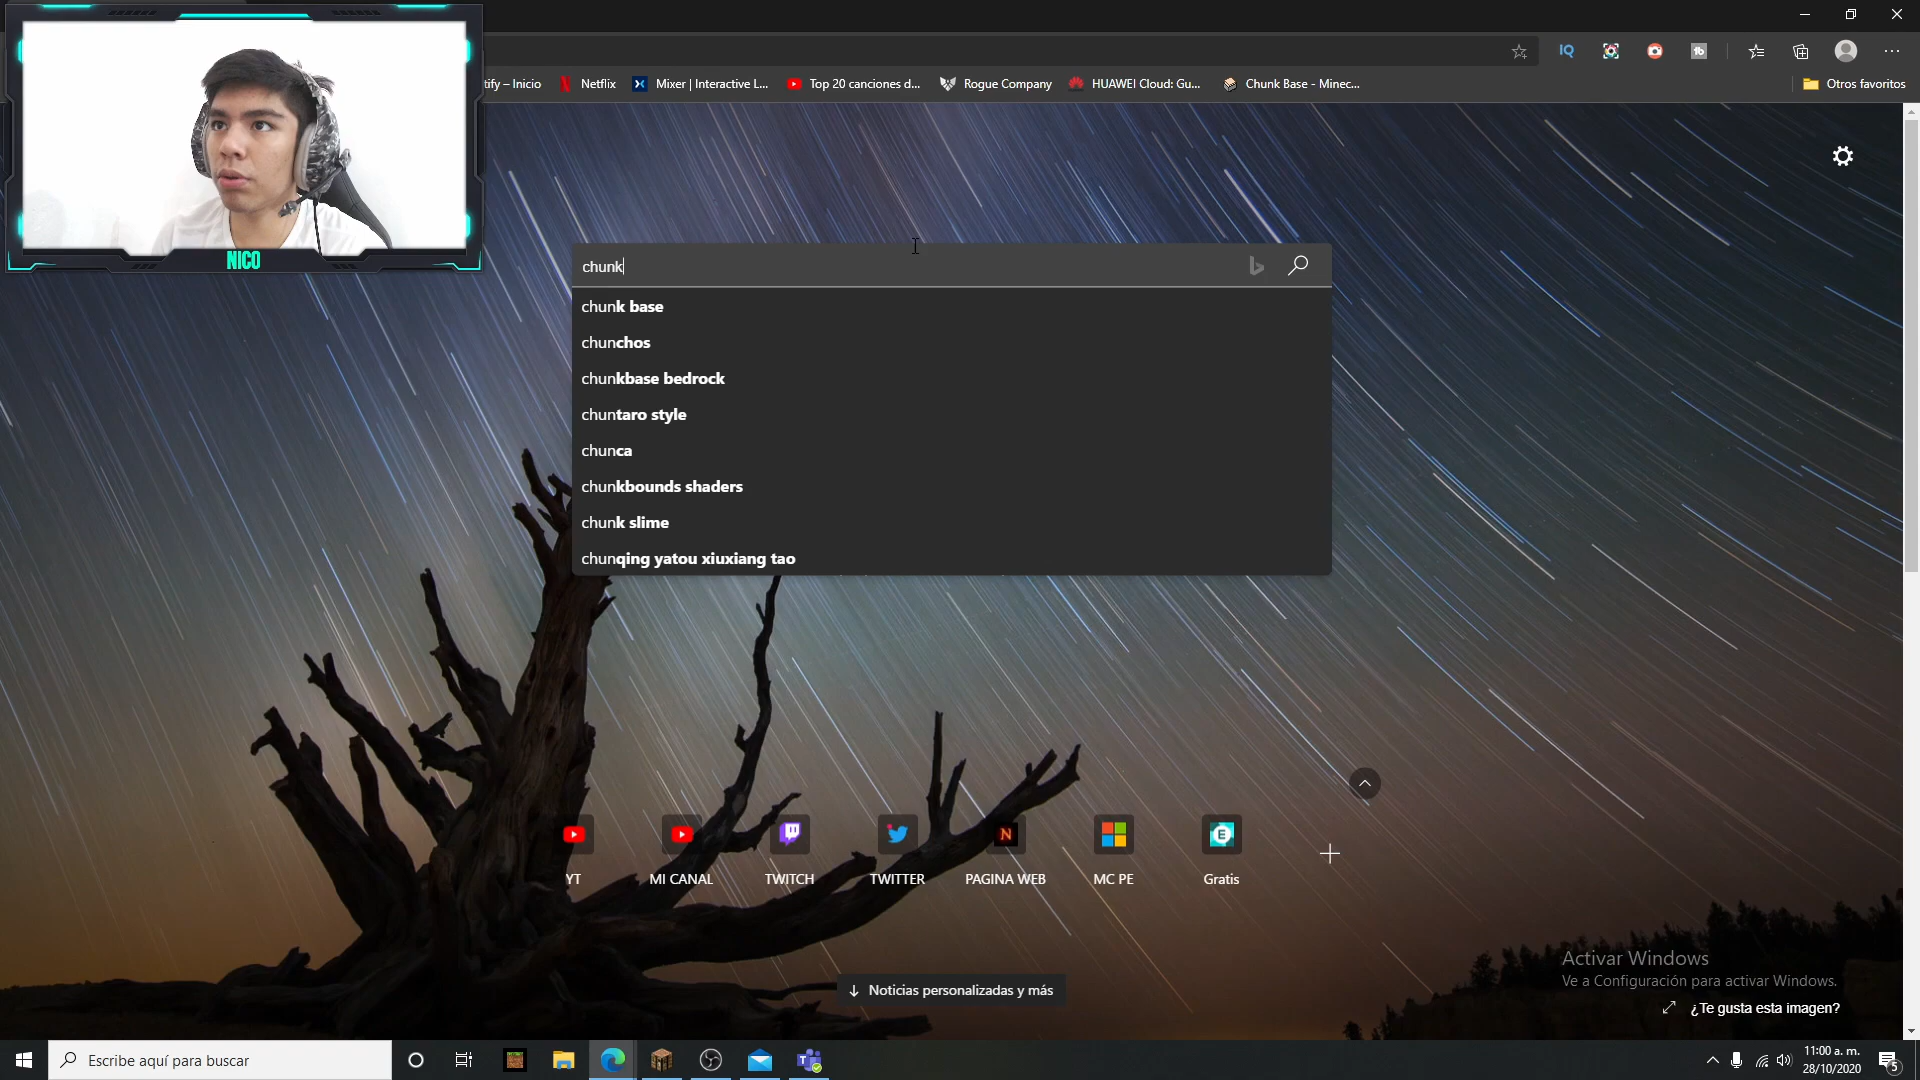 NICO
tify – Inicio
Netflix
Mixer | Interactive L...
Top 20 canciones d...
Rogue Company
HUAWEI Cloud: Gu...
Chunk Base - Minec...
Otros favoritos
IQ
tb
chunk
chunk base
chunchos
chunkbase bedrock
chuntaro style
chunca
chunkbounds shaders
chunk slime
chunqing yatou xiuxiang tao
N
E
YT
MI CANAL
TWITCH
TWITTER
PAGINA WEB
MC PE
Gratis
Noticias personalizadas y más
Activar Windows
Ve a Configuración para activar Windows.
¿Te gusta esta imagen?
Escribe aquí para buscar
11:00 a. m.
28/10/2020
5